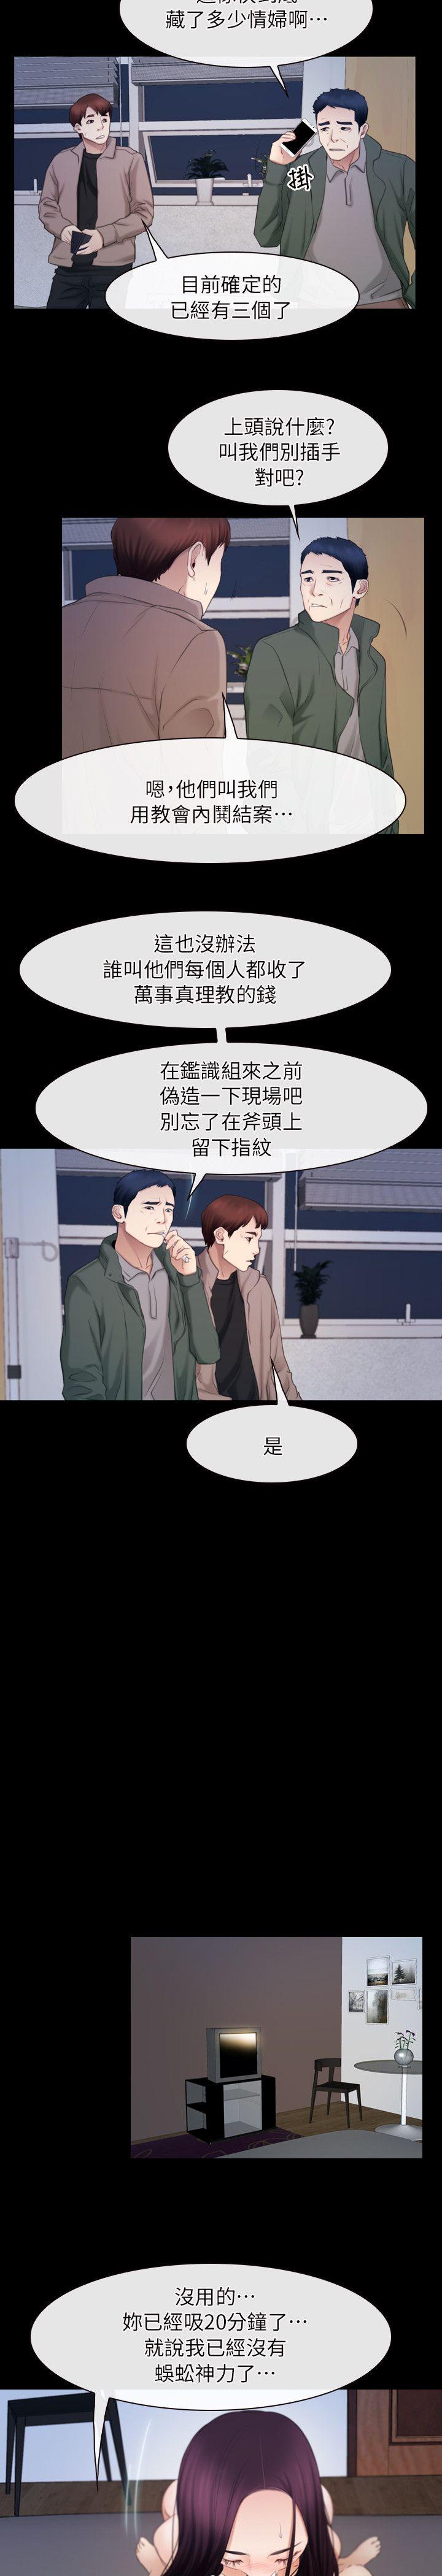 藏了多少情婦啊…
掛
目前確定的
已經有三個了
上頭說什麼?
叫我們別插手
對吧?
嗯,他們叫我們
用教會內鬨結案…
這也沒辦法
誰叫他們每個人都收了
萬事真理教的錢
在鑑識組來之前
偽造一下現場吧
別忘了在斧頭上
留下指紋
是
沒用的…
妳已經吸20分鐘了…
就說我已經沒有
蜈蚣神力了…